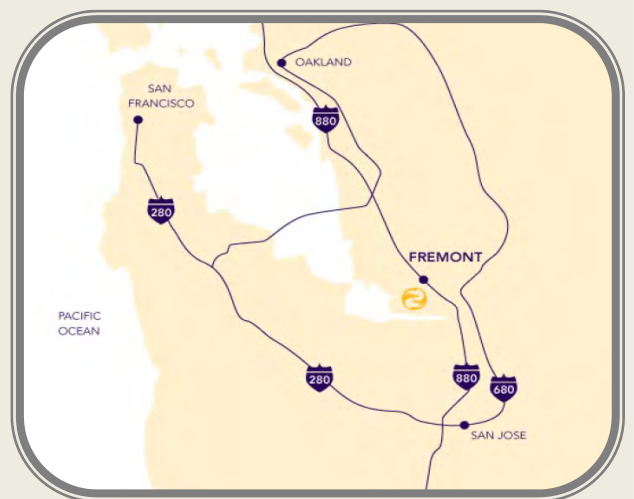 OAKLAND
SAN
FRANCISCO
880
280
FREMONT
PACIFIC
OCEAN
280
880
680
SAN JOSE